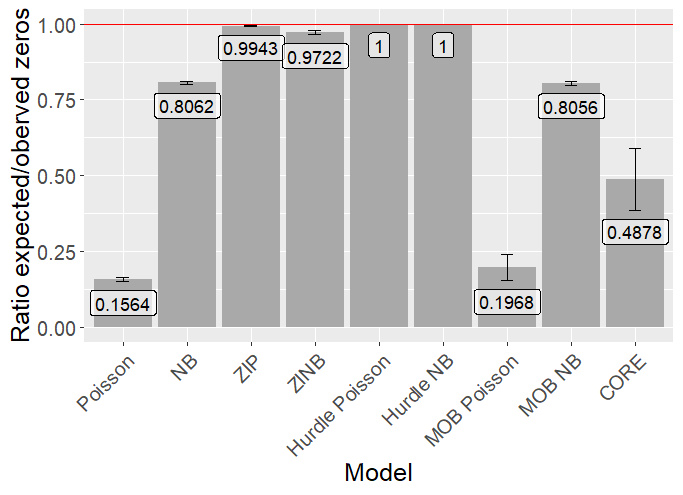 Ratio expected/oberved zeros
1.00
0.75
0.50
0.25
0.00
0.1564
0.8062
0.9943
0.9722
1
1
0.1968
0.8056
0.4878
Poisson
NB
ZIP
ZINB
Hurdle Poisson
Hurdle NB
MOB Poisson
MOB NB
CORE
Model